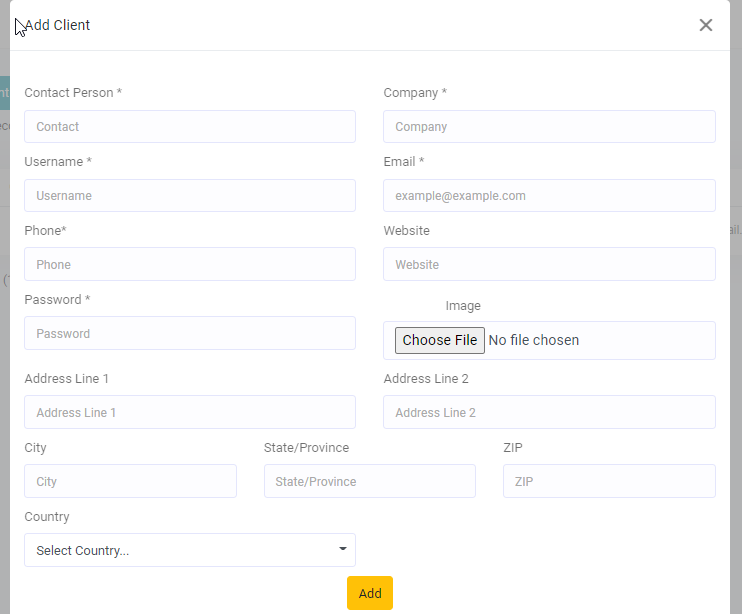 Add Client
Contact Person * Company *
Contact Company
Username * Email *
Username example@example.com
Phone* Website
Phone Website
Password * Image
Password Choose File No file chosen
Address Line 1 Address Line 2
Address Line 1 Address Line 2
City State/Province ZIP
City State/Province ZIP
Country
Select Country...
Add